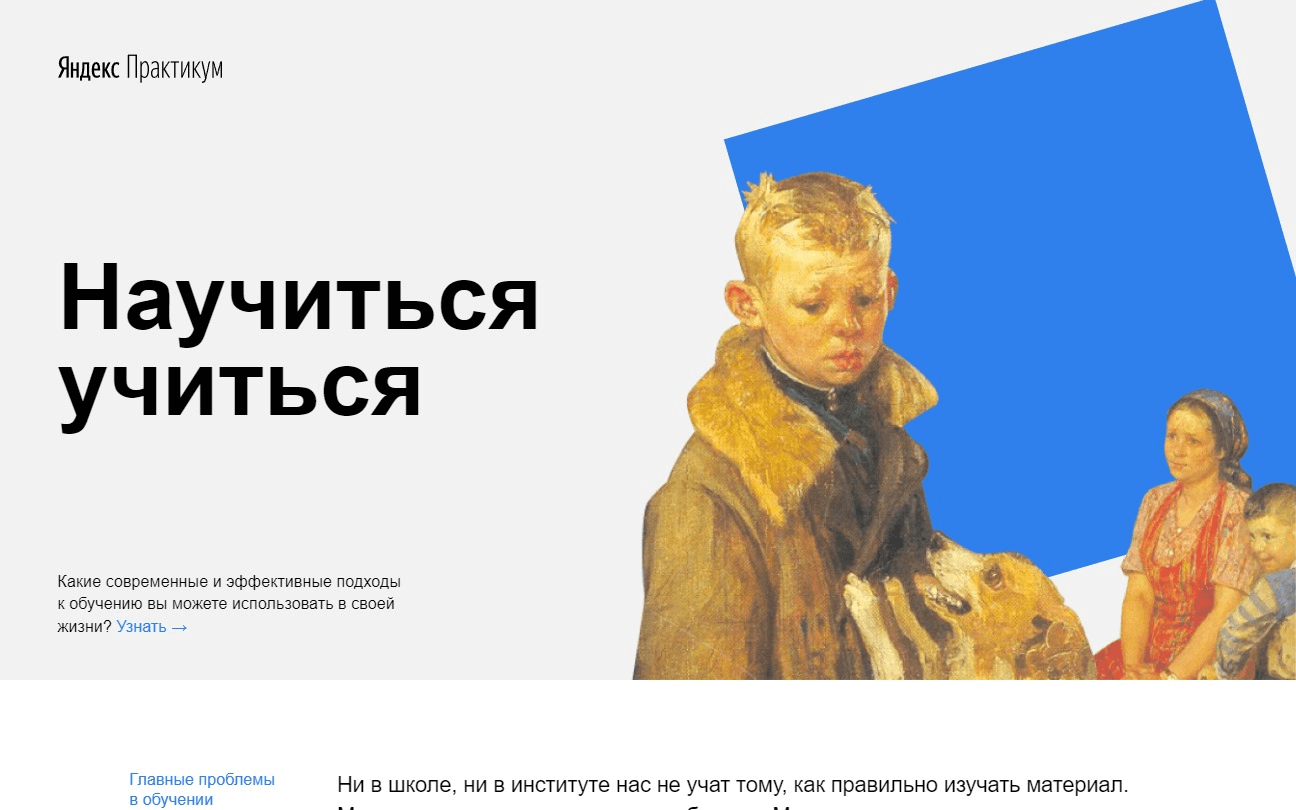 Яндекс Практикум
Научиться
учиться
Какие современные и эффективные подходы
к обучению вы можете использовать в своей
жизни? Узнать →
Главные проблемы
в обучении
Ни в школе, ни в институте нас не учат тому, как правильно изучать материал.